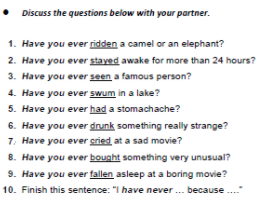 ● Discuss the questions below with your partner.
1. Have you ever ridden a camel or an elephant?
2. Have you ever stayed awake for more than 24 hours?
3. Have you ever seen a famous person?
4. Have you ever swum in a lake?
5. Have you ever had a stomachache?
6. Have you ever drunk something really strange?
7. Have you ever cried at a sad movie?
8. Have you ever bought something very unusual?
9. Have you ever fallen asleep at a boring movie?
10. Finish this sentence: "I have never ... because ...."